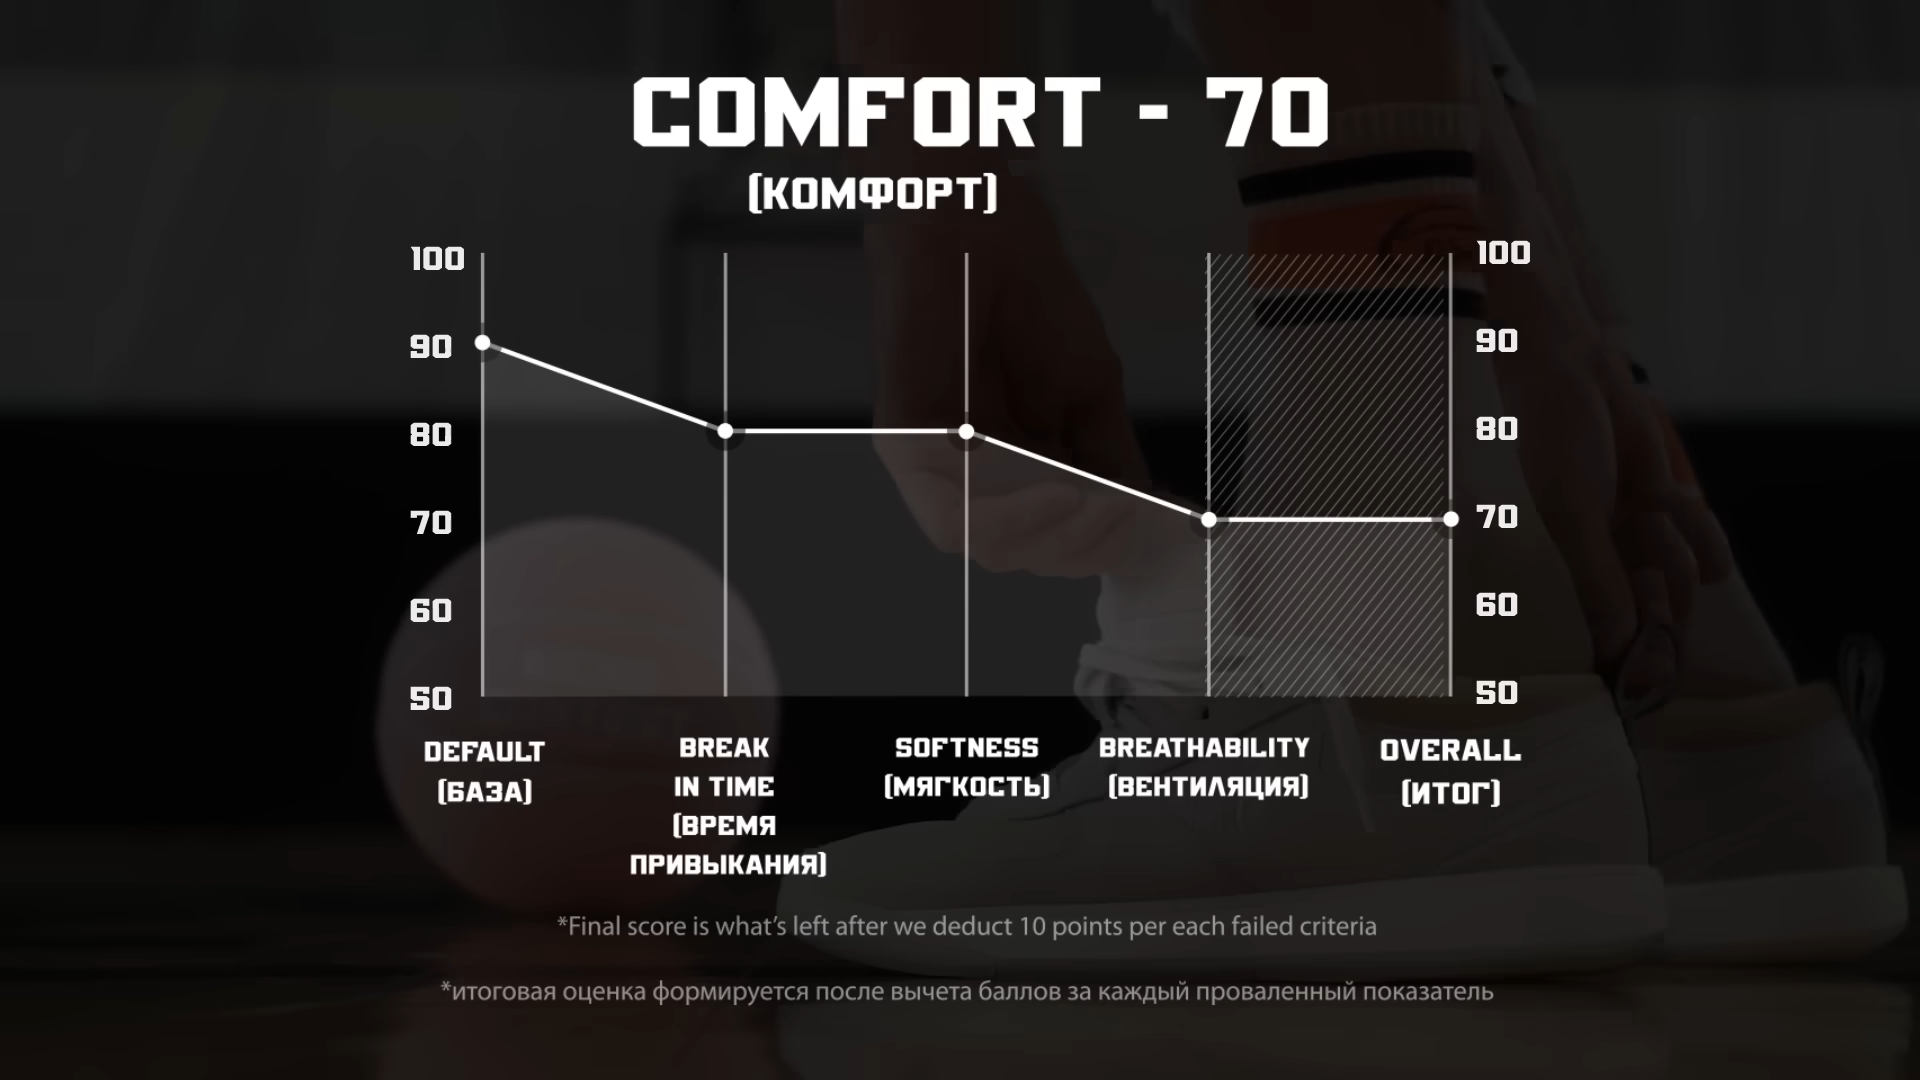 COMFORT - 70
(КОМФОРТ)
100
90
80
70
60
50
100
90
80
70
60
50
DEFAULT
(БАЗА)
BREAK
IN TIME
(ВРЕМЯ
ПРИВЫКАНИЯ)
SOFTNESS
(МЯГКОСТЬ)
BREATHABILITY
(ВЕНТИЛЯЦИЯ)
OVERALL
(ИТОГ)
*Final score is what’s left after we deduct 10 points per each failed criteria
*итоговая оценка формируется после вычета баллов за каждый проваленный показатель